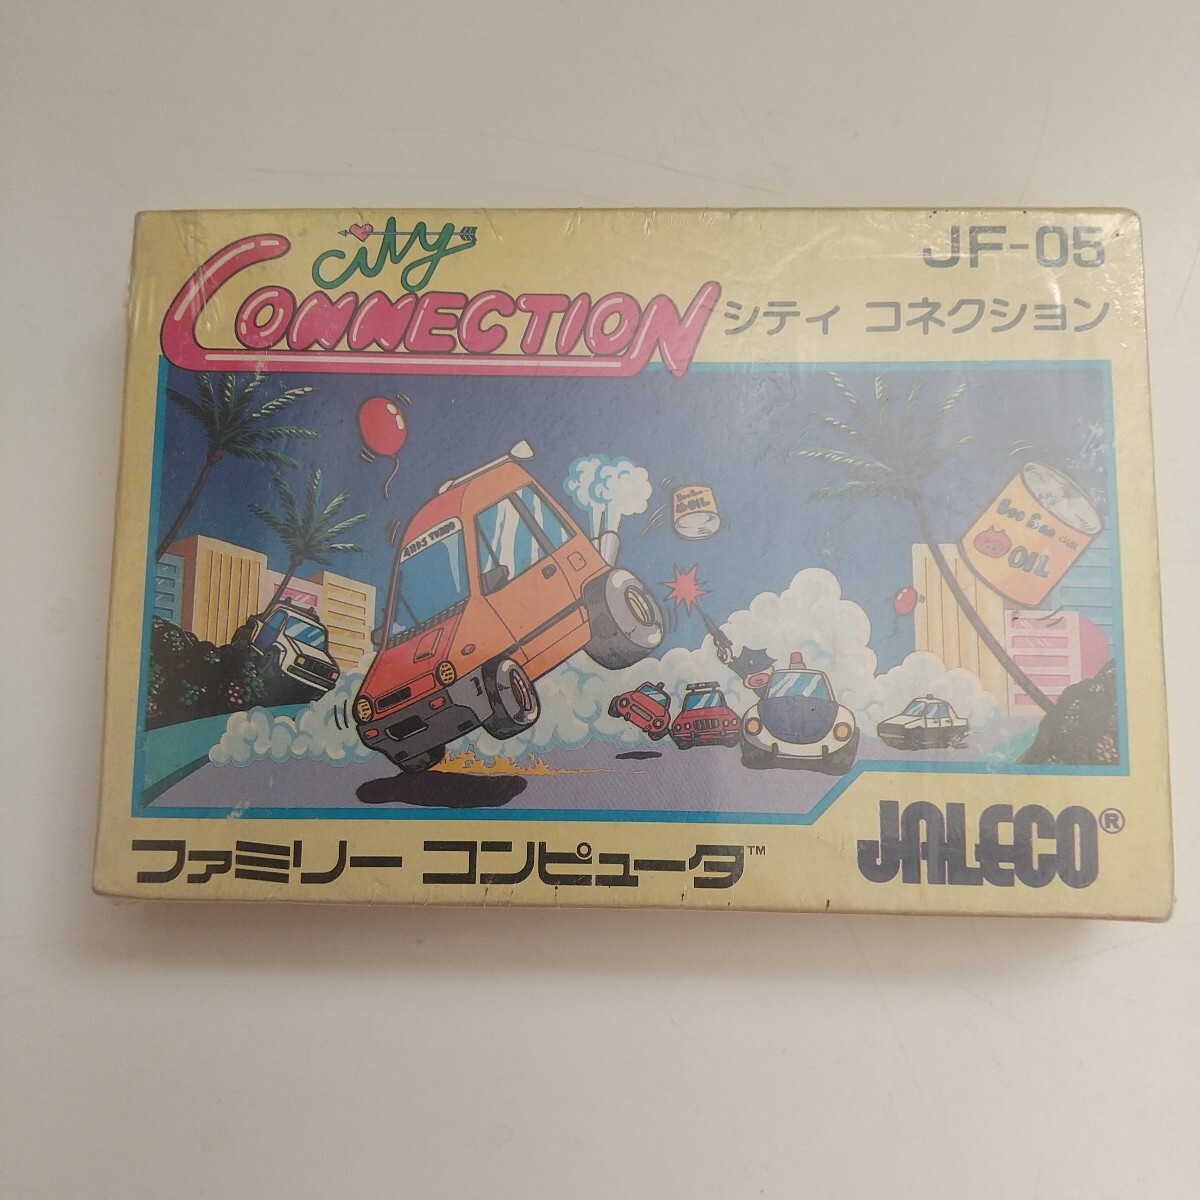 city
CONNECTION
JF-05
シティ コネクション
OIL
OIL
ファミリー コンピュータ™
JALECO®